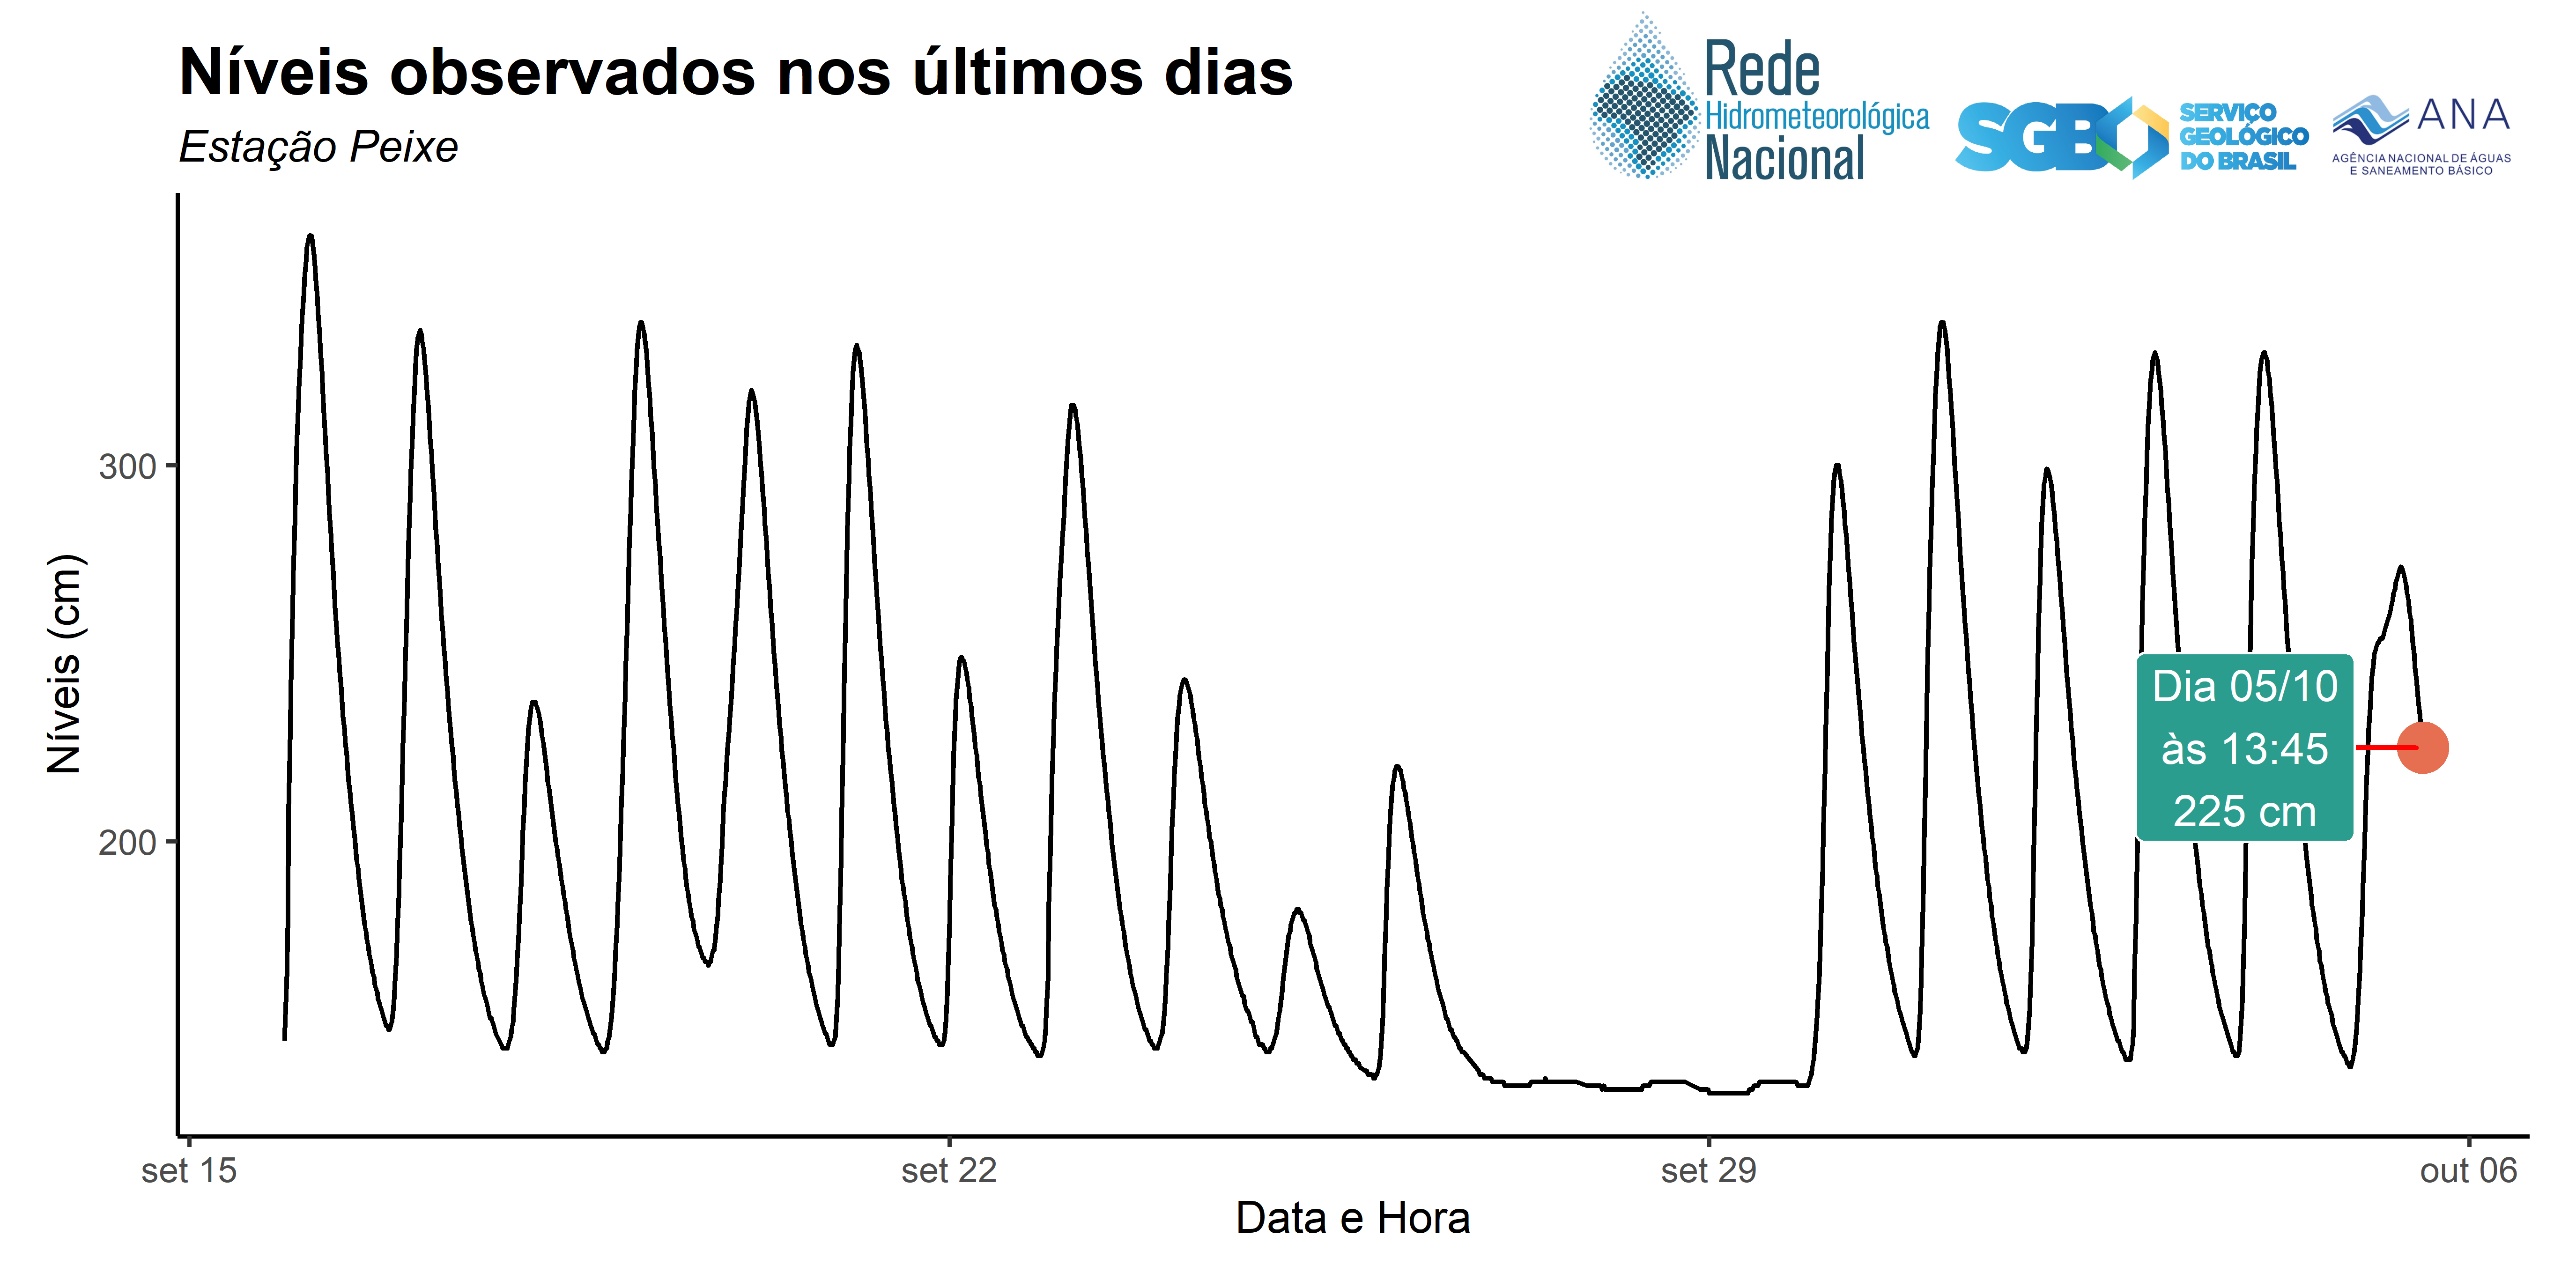 Níveis observados nos últimos dias
Estação Peixe
Rede
Hidrometeorológica
Nacional
SGB
SERVIÇO
GEOLÓGICO
DO BRASIL
ANA
AGÊNCIA NACIONAL DE ÁGUAS
E SANEAMENTO BÁSICO
Níveis (cm)
300
200
Dia 05/10
às 13:45
225 cm
set 15
set 22
set 29
out 06
Data e Hora